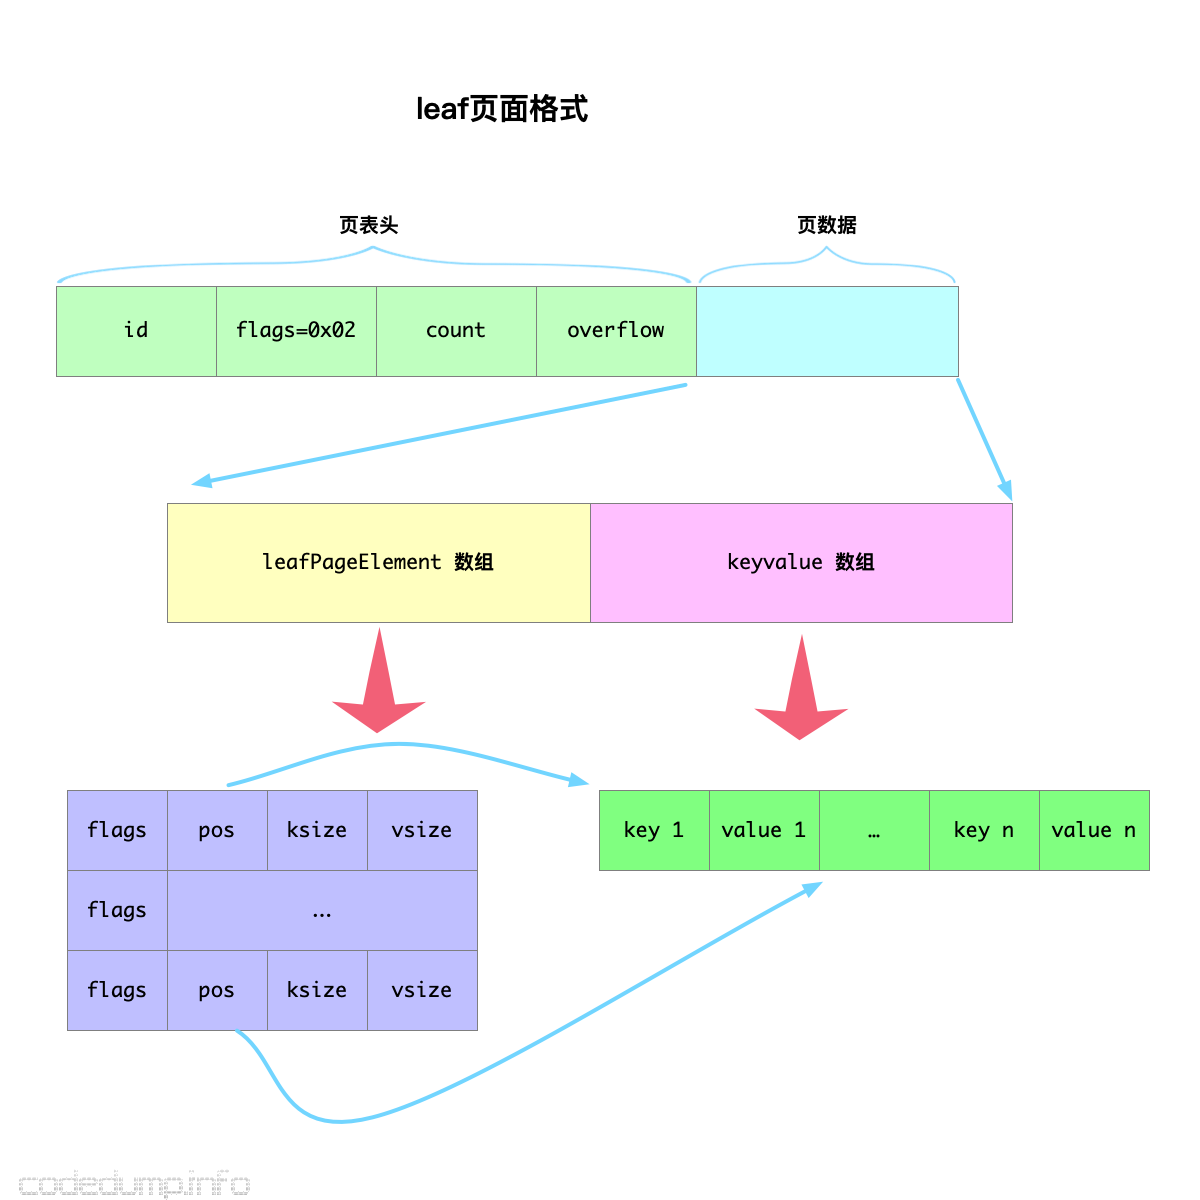 leaf页面格式
页表头 页数据
id flags=0x02 count overflow
leafPageElement 数组 keyvalue 数组
flags pos ksize vsize key 1 value 1 … key n value n
flags …
flags pos ksize vsize
codedump.info